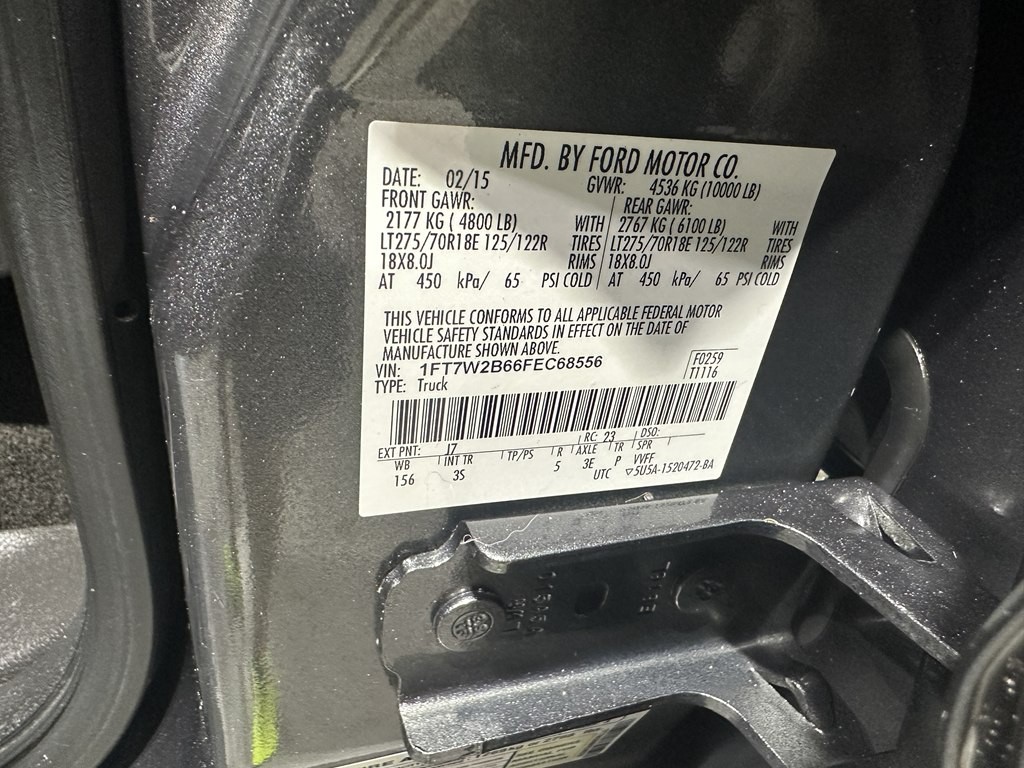 MFD. BY FORD MOTOR CO.
DATE: 02/15 GVWR: 4536 KG (10000 LB)
FRONT GAWR: REAR GAWR:
2177 KG ( 4800 LB) WITH 2767 KG ( 6100 LB) WITH
LT275/70R18E 125/122R TIRES LT275/70R18E 125/122R TIRES
18X8.0J RIMS 18X8.0J RIMS
AT 450 kPa/ 65 PSI COLD AT 450 kPa/ 65 PSI COLD
THIS VEHICLE CONFORMS TO ALL APPLICABLE FEDERAL MOTOR
VEHICLE SAFETY STANDARDS IN EFFECT ON THE DATE OF
MANUFACTURE SHOWN ABOVE.
VIN: 1FT7W2B66FEC68556 F0259
TYPE: Truck T1116
EXT PNT: J7 RC: 23 DSO:
WB INT TR TP/PS R AXLE TR SPR
156 3S 5 3E P VVFF
UTC 5U5A-1520472-BA